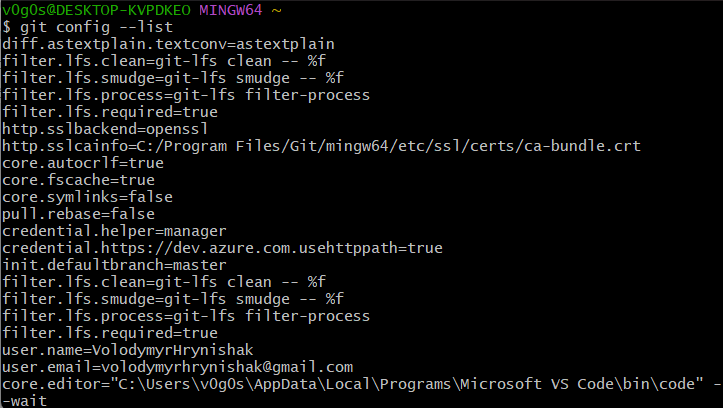 v0g0s@DESKTOP-KVPDKEO MINGW64 ~
$ git config --list
diff.astextplain.textconv=astextplain
filter.lfs.clean=git-lfs clean -- %f
filter.lfs.smudge=git-lfs smudge -- %f
filter.lfs.process=git-lfs filter-process
filter.lfs.required=true
http.sslbackend=openssl
http.sslcainfo=C:/Program Files/Git/mingw64/etc/ssl/certs/ca-bundle.crt
core.autocrlf=true
core.fscache=true
core.symlinks=false
pull.rebase=false
credential.helper=manager
credential.https://dev.azure.com.usehttppath=true
init.defaultbranch=master
filter.lfs.clean=git-lfs clean -- %f
filter.lfs.smudge=git-lfs smudge -- %f
filter.lfs.process=git-lfs filter-process
filter.lfs.required=true
user.name=VolodymyrHrynishak
user.email=volodymyrhrynishak@gmail.com
core.editor="C:\Users\v0g0s\AppData\Local\Programs\Microsoft VS Code\bin\code" -
-wait